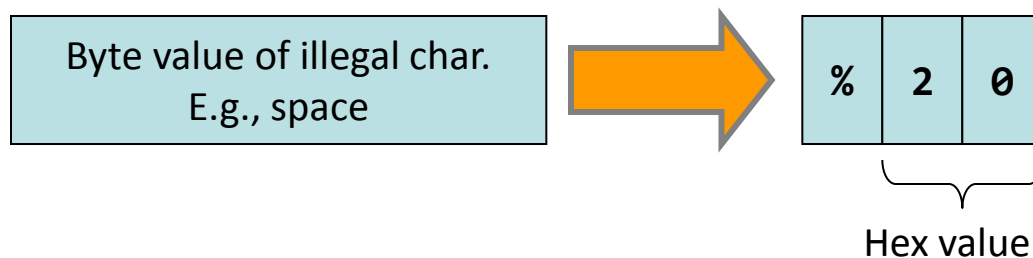 Byte value of illegal char.
E.g., space
% 2 0
Hex value